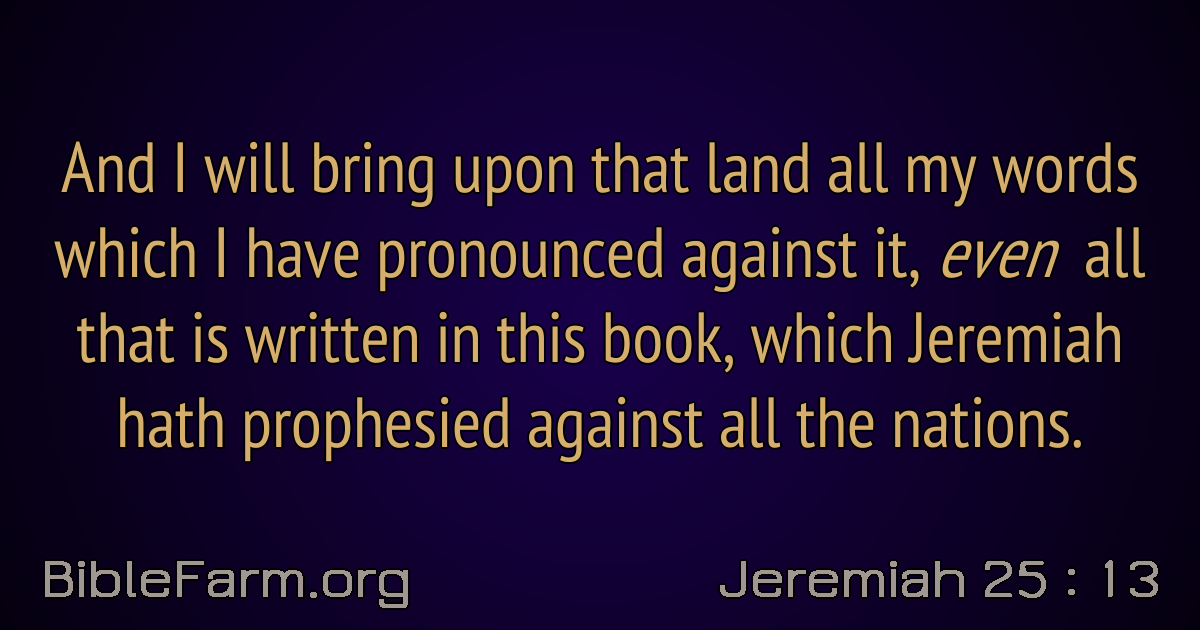 And I will bring upon that land all my words
which I have pronounced against it, even all
that is written in this book, which Jeremiah
hath prophesied against all the nations.
BibleFarm.org
Jeremiah 25 : 13